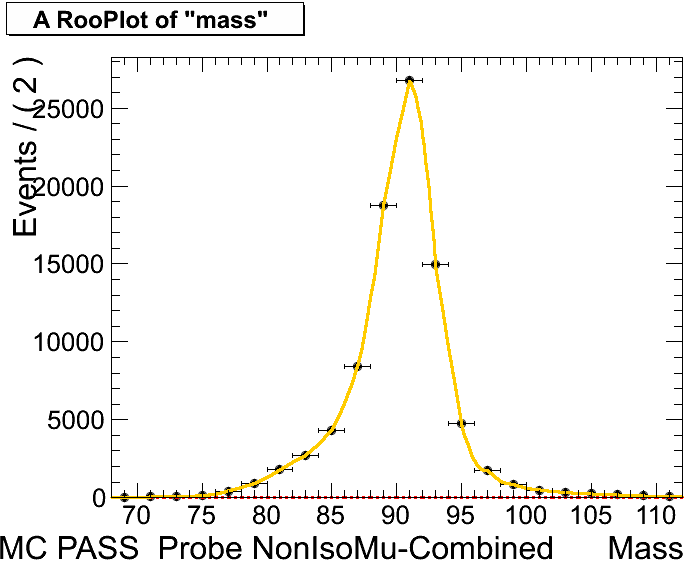 A RooPlot of "mass"
Events / ( 2 )
25000
20000
15000
10000
5000
0
70 75 80 85 90 95 100 105 110
MC PASS Probe NonIsoMu-Combined Mass